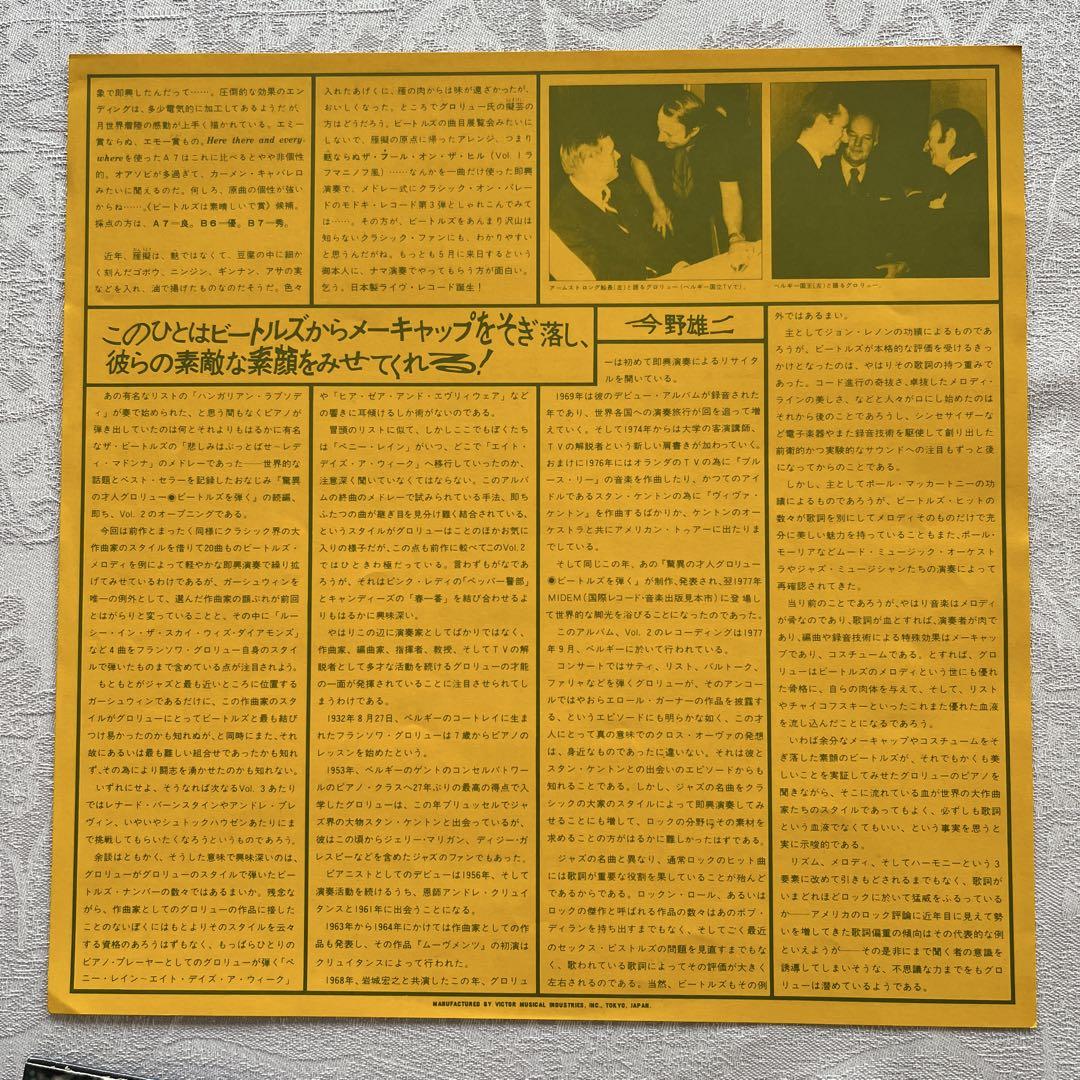 象で即興したんだって……。圧倒的な効果のエン
ディングは、多少電気的に加工してあるようだが、
月世界着陸の感動が上手く描かれている。エミー
賞ならぬ、エモー賞もの。Here there and every-
whereを使ったA7はこれに比べるとやや非個性
的。オアソビが多過ぎて、カーメン・キャバレロ
みたいに聞えるのだ。何しろ、原曲の個性が強い
からね……。《ビートルズは素晴しいで賞》候補。
採点の方は、A7=良。B6=優。B7=秀。
近年、雁擬は、麩ではなくて、豆腐の中に細か
く刻んだゴボウ、ニンジン、ギンナン、アサの実
などを入れ、油で揚げたものなのだそうだ。色々
入れたあげくに、雁の肉からは味が遠ざかったが、
おいしくなった。ところでグロリュー氏の擬芸の
方はどうだろう。ビートルズの曲目展覧会みたいに
しないで、雁擬の原点に帰ったアレンジ、つまり
麩ならぬザ・フール・オン・ザ・ヒル(Vol. 1ラ
フマニノフ風)……なんかを一曲だけ使った即興
演奏で、メドレー式にクラシック・オン・パレー
ドのモドキ・レコード第3弾としゃれこんでみて
は……。その方が、ビートルズをあんまり沢山は
知らないクラシック・ファンにも、わかりやすい
と思うんだがね。もっとも5月に来日するという
御本人に、ナマ演奏でやってもらう方が面白い。
乞う。日本製ライヴ・レコード誕生!
アームストロング船長(左)と語るグロリュー(ベルギー国立TVで)。
ベルギー国王(左)と語るグロリュー。
このひとはビートルズからメーキャップをそぎ落し、
彼らの素敵な素顔をみせてくれる!
今野雄二
あの有名なリストの「ハンガリアン・ラプソデ
ィ」が奏で始められた、と思う間もなくピアノが
弾き出していたのは何とそれよりもはるかに有名
なザ・ビートルズの「悲しみはぶっとばせ〜レデ
ィ・マドンナ」のメドレーであった——世界的な
話題とベスト・セラーを記録したおなじみ『驚異
の才人グロリュー◉ビートルズを弾く』の続編、
即ち、Vol. 2のオープニングである。
今回は前作とまったく同様にクラシック界の大
作曲家のスタイルを借りて20曲ものビートルズ・
メロディを例によって軽やかな即興演奏で繰り拡
げてみせているわけであるが、ガーシュウィンを
唯一の例外として、選んだ作曲家の顔ぶれが前回
とはがらりと変っていることと、その中に「ルー
シー・イン・ザ・スカイ・ウィズ・ダイアモンズ」
など4曲をフランソワ・グロリュー自身のスタイ
ルで弾いたものまで含めている点が注目されよう。
もともとがジャズと最も近いところに位置する
ガーシュウィンであるだけに、この作曲家のスタ
イルがグロリューにとってビートルズと最も結び
つけ易かったのかも知れぬが、と同時にまた、それ
故にあるいは最も難しい組合せであったかも知れ
ず、その為により闘志を湧かせたのかも知れない。
いずれにせよ、そうなれば次なるVol. 3あたり
ではレナード・バーンスタインやアンドレ・プレ
ヴィン、いやいやシュトックハウゼンあたりにま
で挑戦してもらいたくなろうというものであろう。
余談はともかく、そうした意味で興味深いのは、
グロリューがグロリューのスタイルで弾いたビー
トルズ・ナンバーの数々ではあるまいか。残念な
がら、作曲家としてのグロリューの作品に接した
ことのないぼくにはもとよりそのスタイルを云々
する資格のあろうはずもなく、もっぱらひとりの
ピアノ・プレーヤーとしてのグロリューが弾く「ペ
ニー・レイン〜エイト・デイズ・ア・ウィーク」
や「ヒア・ゼア・アンド・エヴリウェア」など
の響きに耳傾けるしか術がないのである。
冒頭のリストに似て、しかしここでもぼくたち
は「ペニー・レイン」がいつ、どこで「エイト・
デイズ・ア・ウィーク」へ移行していったのか、
注意深く聞いていなくてはならない。このアルバ
ムの終曲のメドレーで試みられている手法、即ち
ふたつの曲が継ぎ目を見分け難く結合されている、
というスタイルがグロリューはことのほかお気に
入りの様子だが、この点も前作に較べてこのVol. 2
ではひときわ極だっている。言わずもがなであ
ろうが、それはピンク・レディの「ペッパー警部」
とキャンディーズの「春一番」を結び合わせるよ
りもはるかに興味深い。
やはりこの辺に演奏家としてばかりではなく、
作曲家、編曲者、指揮者、教授、そしてTVの解
説者として多才な活動を続けるグロリューの才能
の一面が発揮されていることに注目させられてし
まうわけである。
1932年8月27日、ベルギーのコートレイに生ま
れたフランソワ・グロリューは7歳からピアノの
レッスンを始めたという。
1953年、ベルギーのゲントのコンセルバトワー
ルのピアノ・クラスへ27年ぶりの最高の得点で入
学したグロリューは、この年ブリュッセルでジャ
ズ界の大物スタン・ケントンと出会っているが、
彼はこの頃からジェリー・マリガン、ディジー・ガ
レスピーなどを含めたジャズのファンでもあった。
ピアニストとしてのデビューは1956年、そして
演奏活動を続けるうち、恩師アンドレ・クリュイ
タンスと1961年に出会うことになる。
1963年から1964年にかけては作曲家としての作
品も発表し、その作品「ムーヴメンツ」の初演は
クリュイタンスによって行われた。
1968年、岩城宏之と共演したこの年、グロリュ
ーは初めて即興演奏によるリサイタ
ルを開いている。
1969年は彼のデビュー・アルバムが録音された
年であり、世界各国への演奏旅行が回を追って増
えていく。そして1974年からは大学の客演講師、
TVの解説者という新しい肩書きが加わっていく。
おまけに1976年にはオランダのTVの為に『ブル
ース・リー』の音楽を作曲したり、かつてのアイ
ドルであるスタン・ケントンの為に『ヴィヴァ・
ケントン』を作曲するばかりか、ケントンのオー
ケストラと共にアメリカン・トゥアーに出たりま
でしている。
そして同じこの年、あの『驚異の才人グロリュー
◉ビートルズを弾く』が制作、発表され、翌1977年
MIDEM(国際レコード・音楽出版見本市)に登場し
て世界的な脚光を浴びることになったのであった。
このアルバム、Vol. 2のレコーディングは1977
年9月、ベルギーに於いて行われている。
コンサートではサティ、リスト、バルトーク、
ファリャなどを弾くグロリューが、そのアンコー
ルではやおらエロール・ガーナーの作品を披露す
る、というエピソードにも明らかな如く、この才
人にとって真の意味でのクロス・オーヴァの発想
は、身近なものであったに違いない。それは彼と
スタン・ケントンとの出会いのエピソードからも
知れることである。しかし、ジャズの名曲をクラ
シックの大家のスタイルによって即興演奏してみ
せることにも増して、ロックの分野にその素材を
求めることの方がはるかに難しかったはずである。
ジャズの名曲と異なり、通常ロックのヒット曲
には歌詞が重要な役割を果していることが殆んど
であるからである。ロックン・ロール、あるいは
ロックの傑作と呼ばれる作品の数々はあのボブ・
ディランを持ち出すまでもなく、そしてごく最近
のセックス・ピストルズの問題を見直すまでもな
く、歌われている歌詞によってその評価が大きく
左右されるのである。当然、ビートルズもその例
外ではあるまい。
主としてジョン・レノンの功績によるものであ
ろうが、ビートルズが本格的な評価を受けるきっ
かけとなったのは、やはりその歌詞の持つ重みで
あった。コード進行の奇抜さ、卓抜したメロディ・
ラインの美しさ、などと人々が口にし始めたのは
それから後のことであろうし、シンセサイザーな
ど電子楽器やまた録音技術を駆使して創り出した
前衛的かつ実験的なサウンドへの注目もずっと後
になってからのことである。
しかし、主としてポール・マッカートニーの功
績によるものであろうが、ビートルズ・ヒットの
数々が歌詞を別にしてメロディそのものだけで充
分に美しい魅力を持っていることもまた、ポール・
モーリアなどムード・ミュージック・オーケスト
ラやジャズ・ミュージシャンたちの演奏によって
再確認されてきた。
当り前のことであろうが、やはり音楽はメロディ
が骨なのであり、歌詞が血とすれば、演奏者が肉で
あり、編曲や録音技術による特殊効果はメーキャッ
プであり、コスチュームである。とすれば、グロ
リューはビートルズのメロディという世にも優れ
た骨格に、自らの肉体を与えて、そして、リスト
やチャイコフスキーといったこれまた優れた血液
を流し込んだことになるであろう。
いわば余分なメーキャップやコスチュームをそ
ぎ落した素顔のビートルズが、それでもかくも美
しいことを実証してみせたグロリューのピアノを
聞きながら、そこに流れている血が世界の大作曲
家たちのスタイルであってもよく、必ずしも歌詞
という血液でなくてもいい、という事実を思うと
実に示唆的である。
リズム、メロディ、そしてハーモニーという3
要素に改めて引きもどされるまでもなく、歌詞が
いまどれほどロックに於いて猛威をふるっている
か——アメリカのロック評論に近年目に見えて勢
いを増してきた歌詞偏重の傾向はその代表的な例
といえようが——その是非にまで聞く者の意識を
誘導してしまいそうな、不思議な力までをもグロ
リューは潜めているようである。
MANUFACTURED BY VICTOR MUSICAL INDUSTRIES, INC., TOKYO, JAPAN.